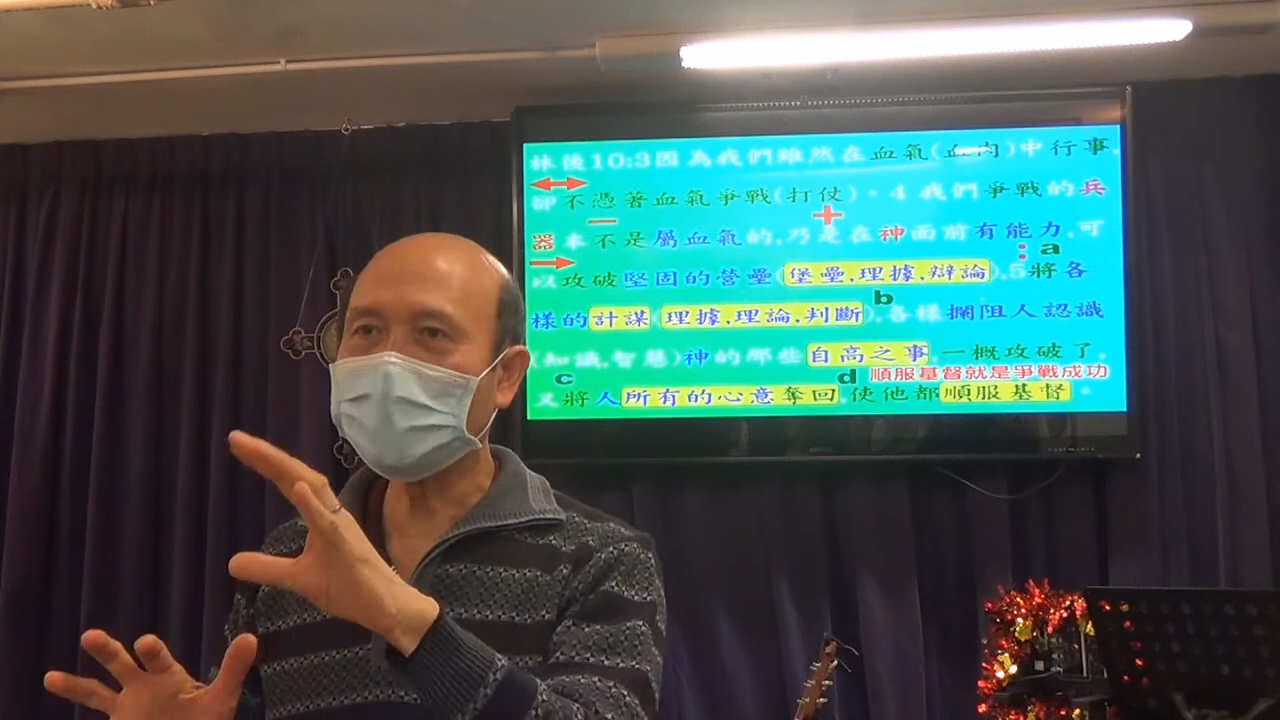 林後10:3因為我們雖然在血氣(血肉)中行事,
卻不憑著血氣爭戰(打仗)。4 我們爭戰的兵
器本不是屬血氣的,乃是在神面前有能力,可
以攻破堅固的營壘(堡壘,理據,辯論),5將各
樣的計謀(理據,理論,判斷),各樣攔阻人認識
(知識,智慧)神的那些自高之事,一概攻破了,
又將人所有的心意奪回,使他都順服基督。
a
b
c
d 順服基督就是爭戰成功